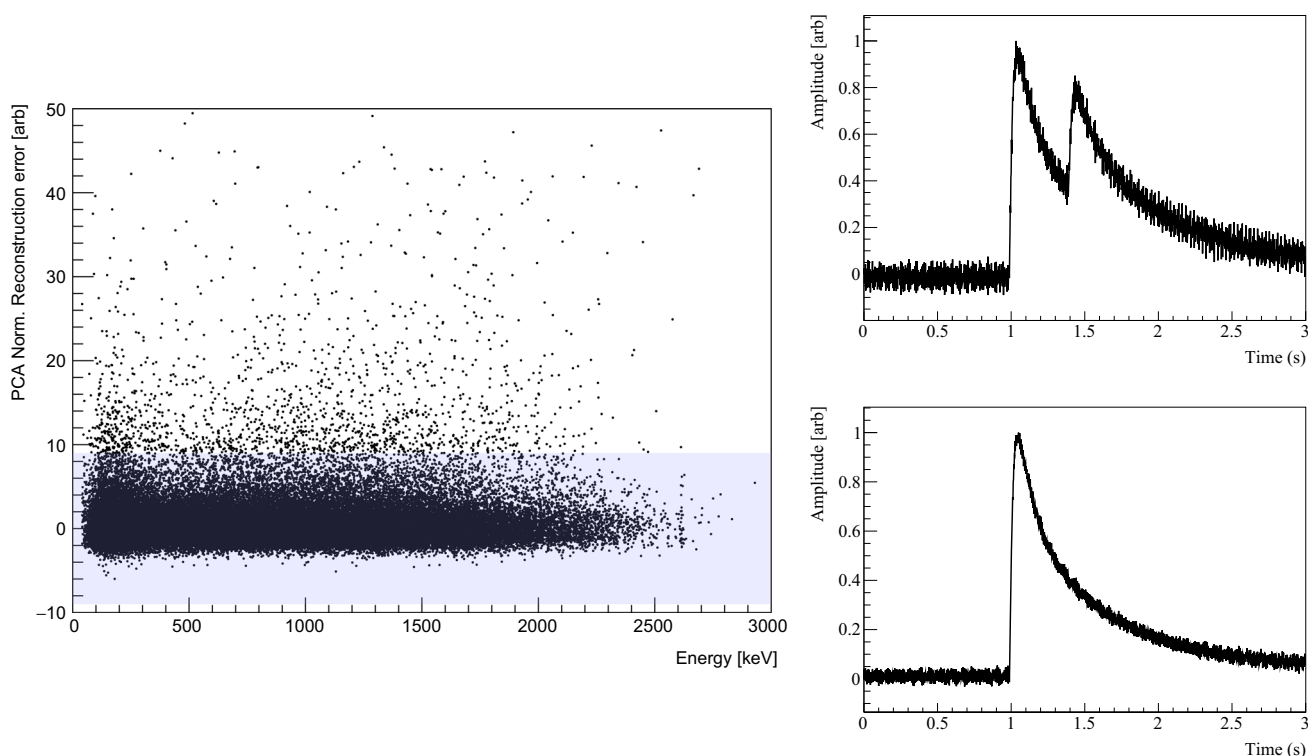 PCA Norm. Reconstruction error [arb]
50
40
30
20
10
0
−10
0 500 1000 1500 2000 2500 3000
Energy [keV]
Amplitude [arb]
1
0.8
0.6
0.4
0.2
0
0 0.5 1 1.5 2 2.5 3
Time (s)
Amplitude [arb]
1
0.8
0.6
0.4
0.2
0
0 0.5 1 1.5 2 2.5 3
Time (s)